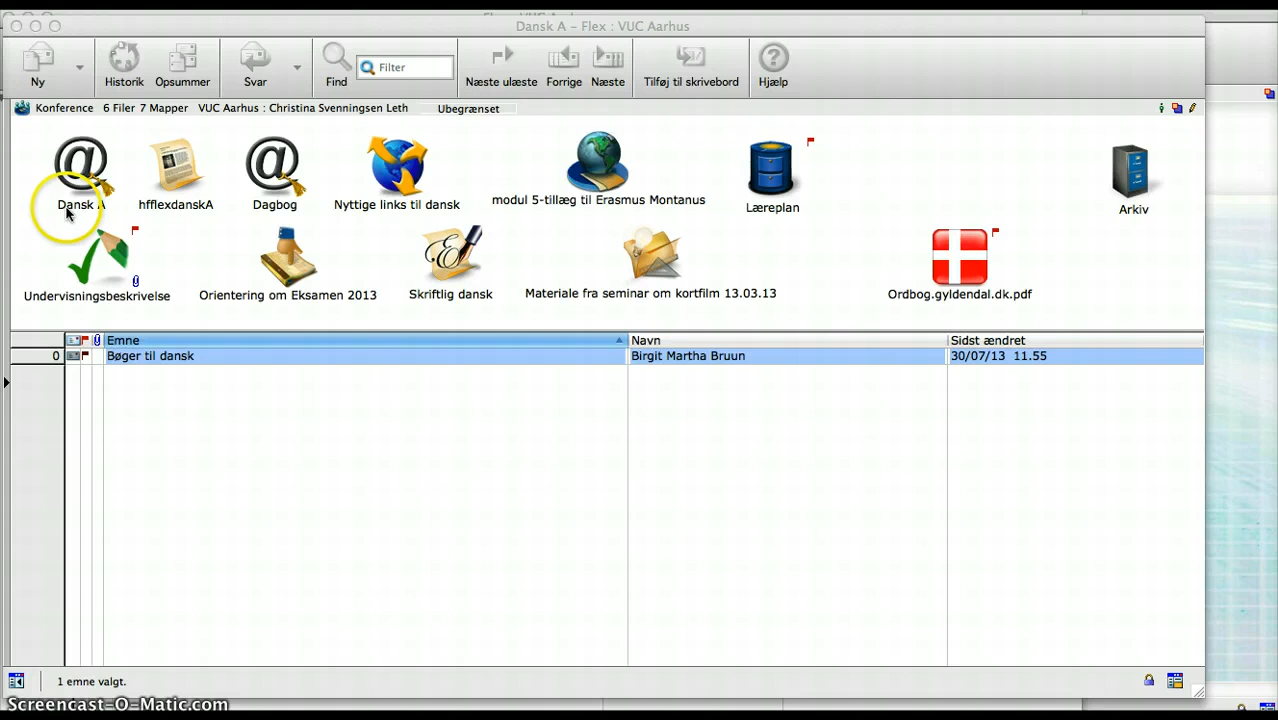 Dansk A – Flex : VUC Aarhus
Ny Historik Opsummer Svar Find Filter Næste ulæste Forrige Næste Tilføj til skrivebord Hjælp
Konference 6 Filer 7 Mapper VUC Aarhus : Christina Svenningsen Leth Ubegrænset
Dansk A hfflexdanskA Dagbog Nyttige links til dansk modul 5-tillæg til Erasmus Montanus Læreplan Arkiv
Undervisningsbeskrivelse Orientering om Eksamen 2013 Skriftlig dansk Materiale fra seminar om kortfilm 13.03.13 Ordbog.gyldendal.dk.pdf
Emne Navn Sidst ændret
0 Bøger til dansk Birgit Martha Bruun 30/07/13 11.55
1 emne valgt.
Screencast-O-Matic.com